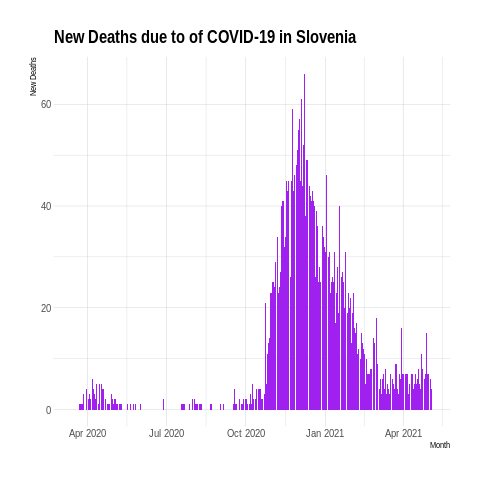 New Deaths due to of COVID-19 in Slovenia
New Deaths
60
40
20
0
Apr 2020 Jul 2020 Oct 2020 Jan 2021 Apr 2021
Month